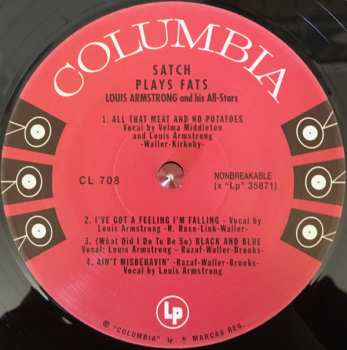 COLUMBIA
SATCH
PLAYS FATS
LOUIS ARMSTRONG and his All-Stars
1. ALL THAT MEAT AND NO POTATOES
Vocal by Velma Middleton
and Louis Armstrong
-Waller-Kirkeby-
CL 708
NONBREAKABLE
(x "Lp" 35871)
2. I'VE GOT A FEELING I'M FALLING - Vocal by
Louis Armstrong -B. Rose-Link-Waller-
3. (What Did I Do To Be So) BLACK AND BLUE
Vocal: Louis Armstrong - Razaf-Waller-Brooks-
4. AIN'T MISBEHAVIN' -Razaf-Waller-Brooks-
Vocal by Louis Armstrong
Lp
® "COLUMBIA" MARCAS REG.